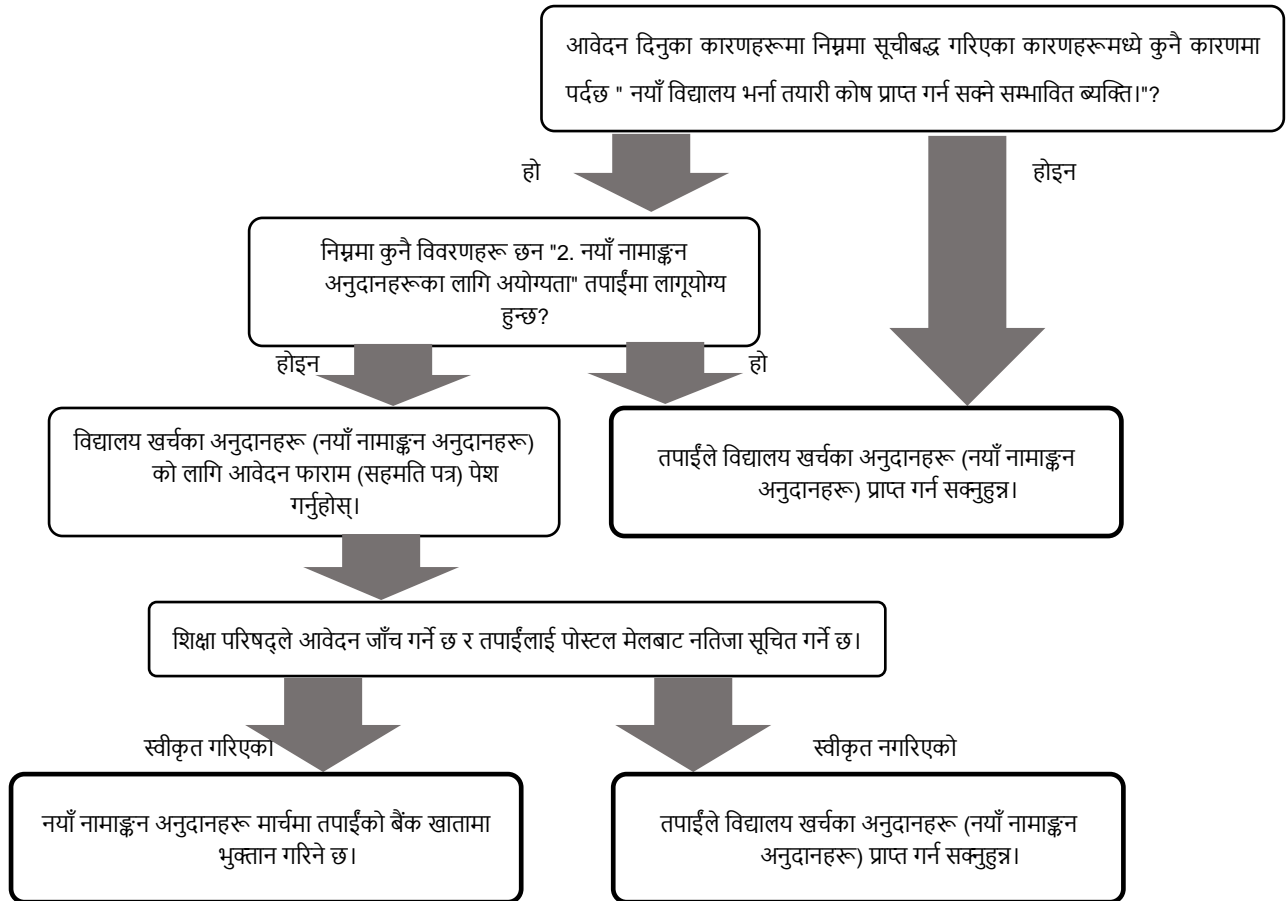 आवेदन दिनुका कारणहरूमा निम्नमा सूचीबद्ध गरिएका कारणहरूमध्ये कुनै कारणमा
पर्दछ " नयाँ विद्यालय भर्ना तयारी कोष प्राप्त गर्न सक्ने सम्भावित ब्यक्ति।"?
हो
होइन
निम्नमा कुनै विवरणहरू छन "2. नयाँ नामाङ्कन
अनुदानहरूका लागि अयोग्यता" तपाईंमा लागूयोग्य
हुन्छ?
होइन
हो
विद्यालय खर्चका अनुदानहरू (नयाँ नामाङ्कन अनुदानहरू)
को लागि आवेदन फाराम (सहमति पत्र) पेश
गर्नुहोस्।
तपाईंले विद्यालय खर्चका अनुदानहरू (नयाँ नामाङ्कन
अनुदानहरू) प्राप्त गर्न सक्नुहुन्न।
शिक्षा परिषद्ले आवेदन जाँच गर्ने छ र तपाईंलाई पोस्टल मेलबाट नतिजा सूचित गर्ने छ।
स्वीकृत गरिएका
स्वीकृत नगरिएको
नयाँ नामाङ्कन अनुदानहरू मार्चमा तपाईंको बैंक खातामा
भुक्तान गरिने छ।
तपाईंले विद्यालय खर्चका अनुदानहरू (नयाँ नामाङ्कन
अनुदानहरू) प्राप्त गर्न सक्नुहुन्न।